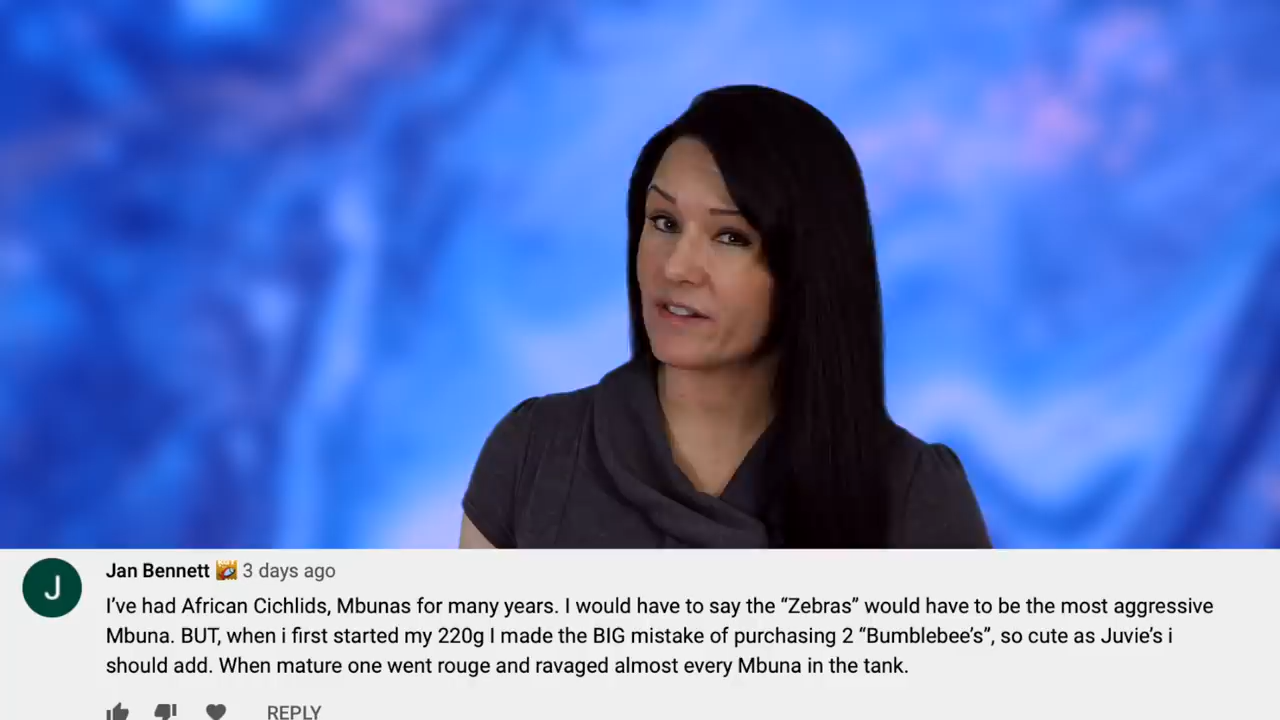 J
Jan Bennett 3 days ago
I've had African Cichlids, Mbunas for many years. I would have to say the “Zebras” would have to be the most aggressive
Mbuna. BUT, when i first started my 220g I made the BIG mistake of purchasing 2 “Bumblebee’s”, so cute as Juvie’s i
should add. When mature one went rouge and ravaged almost every Mbuna in the tank.
REPLY